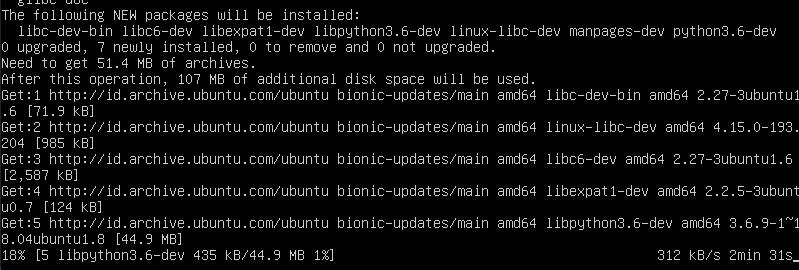 glibc-doc
The following NEW packages will be installed:
  libc-dev-bin libc6-dev libexpat1-dev libpython3.6-dev linux-libc-dev manpages-dev python3.6-dev
0 upgraded, 7 newly installed, 0 to remove and 0 not upgraded.
Need to get 51.4 MB of archives.
After this operation, 107 MB of additional disk space will be used.
Get:1 http://id.archive.ubuntu.com/ubuntu bionic-updates/main amd64 libc-dev-bin amd64 2.27-3ubuntu1
.6 [71.9 kB]
Get:2 http://id.archive.ubuntu.com/ubuntu bionic-updates/main amd64 linux-libc-dev amd64 4.15.0-193.
204 [985 kB]
Get:3 http://id.archive.ubuntu.com/ubuntu bionic-updates/main amd64 libc6-dev amd64 2.27-3ubuntu1.6
[2,587 kB]
Get:4 http://id.archive.ubuntu.com/ubuntu bionic-updates/main amd64 libexpat1-dev amd64 2.2.5-3ubunt
u0.7 [124 kB]
Get:5 http://id.archive.ubuntu.com/ubuntu bionic-updates/main amd64 libpython3.6-dev amd64 3.6.9-1~1
8.04ubuntu1.8 [44.9 MB]
18% [5 libpython3.6-dev 435 kB/44.9 MB 1%] 312 kB/s 2min 31s_